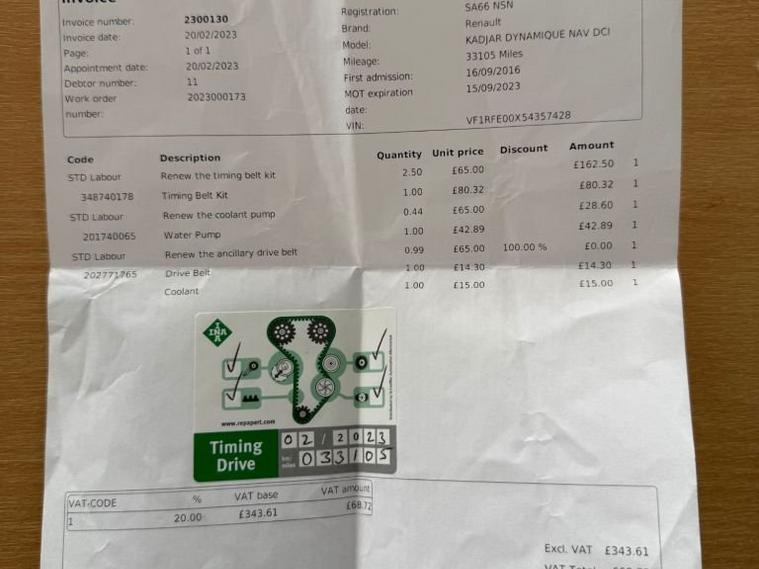 Invoice
Invoice number: 2300130
Invoice date: 20/02/2023
Page: 1 of 1
Appointment date: 20/02/2023
Debtor number: 11
Work order number: 2023000173
Registration: SA66 NSN
Brand: Renault
Model: KADJAR DYNAMIQUE NAV DCI
Mileage: 33105 Miles
First admission: 16/09/2016
MOT expiration date: 15/09/2023
VIN: VF1RFE00X54357428
Code Description Quantity Unit price Discount Amount
STD Labour Renew the timing belt kit 2.50 £65.00 £162.50 1
348740178 Timing Belt Kit 1.00 £80.32 £80.32 1
STD Labour Renew the coolant pump 0.44 £65.00 £28.60 1
201740065 Water Pump 1.00 £42.89 £42.89 1
STD Labour Renew the ancillary drive belt 0.99 £65.00 100.00 % £0.00 1
202771765 Drive Belt 1.00 £14.30 £14.30 1
Coolant 1.00 £15.00 £15.00 1
INA
www.repxpert.com
Timing Drive
02/2023
km/miles 033105
VAT-CODE % VAT base VAT amount
1 20.00 £343.61 £68.72
Excl. VAT £343.61